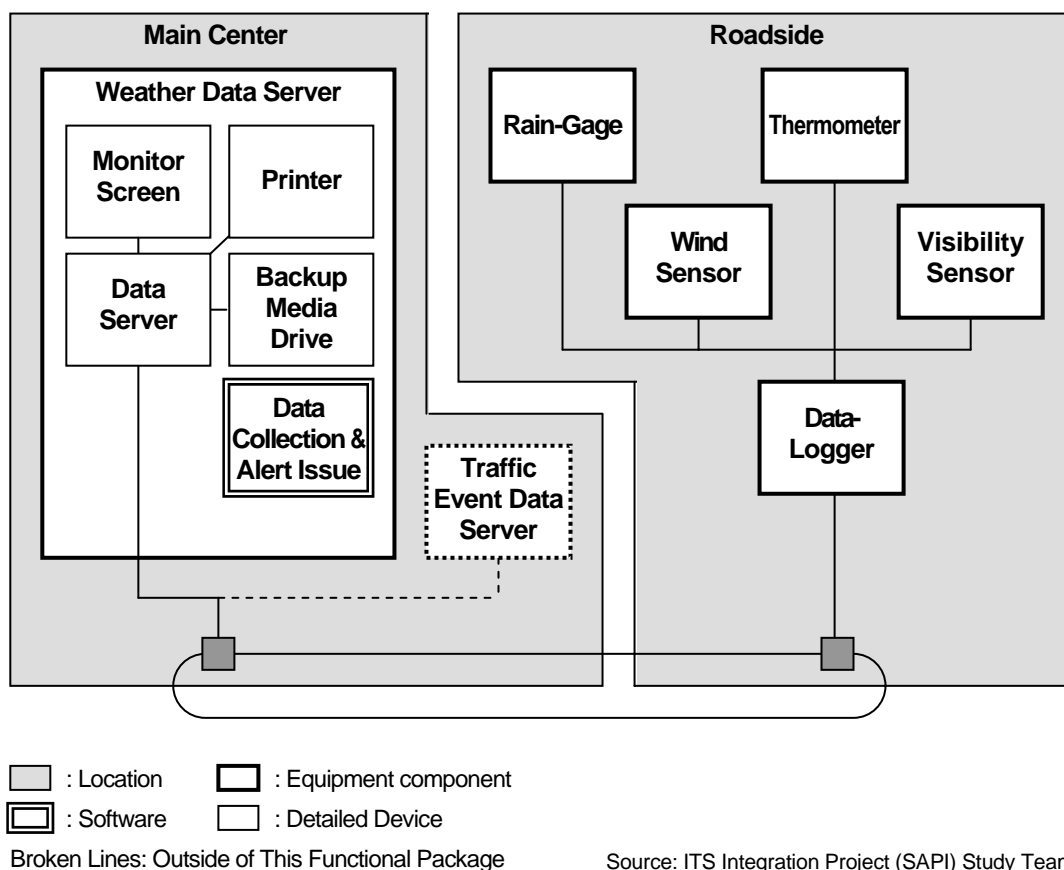 Main Center
Weather Data Server
Monitor
Screen
Printer
Data
Server
Backup
Media
Drive
Data
Collection &
Alert Issue
Traffic
Event Data
Server
Roadside
Rain-Gage
Thermometer
Wind
Sensor
Visibility
Sensor
Data-
Logger
: Location
: Equipment component
: Software
: Detailed Device
Broken Lines: Outside of This Functional Package
Source: ITS Integration Project (SAPI) Study Team